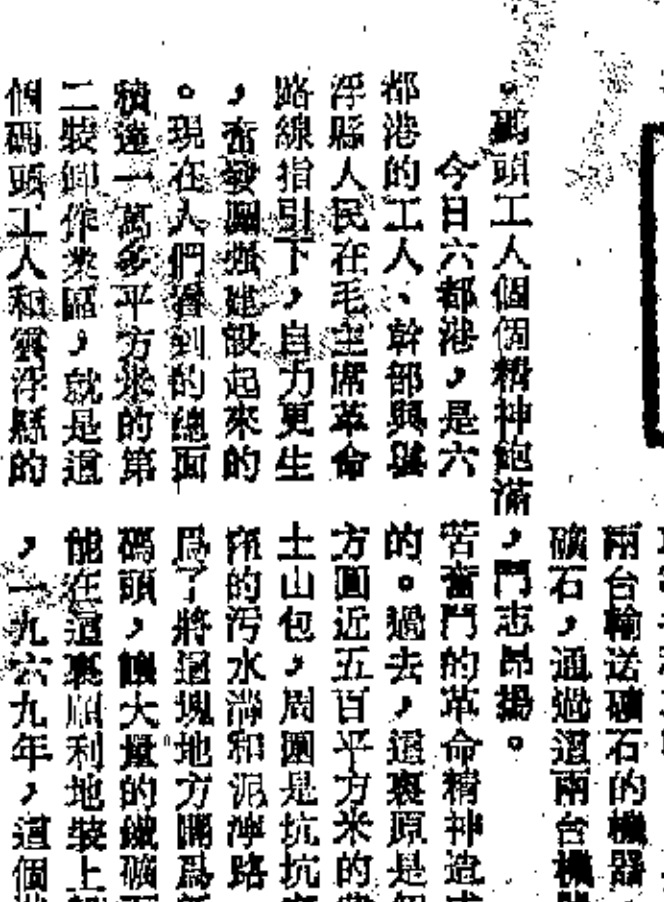 兩台輸送礦石的機器
礦石，通過這兩台機
。碼頭工人個個精神飽滿，鬥志昂揚。
今日六都港，是六
都港的工人、幹部與雲
浮縣人民在毛主席革命
路線指引下，自力更生
，奮發圖強建設起來的
。現在人們看到的總面
積達一萬多平方米的第
二裝卸作業區，就是這
個碼頭工人和雲浮縣的
苦奮鬥的革命精神造成
的。過去，這裏原是
方圓近五百平方米的
土山包，周圍是坑坑
窪的污水溝和泥濘路
爲了將這塊地方闢爲
碼頭，讓大量的鐵礦
能在這裏順利地裝上
，一九六九年，這個